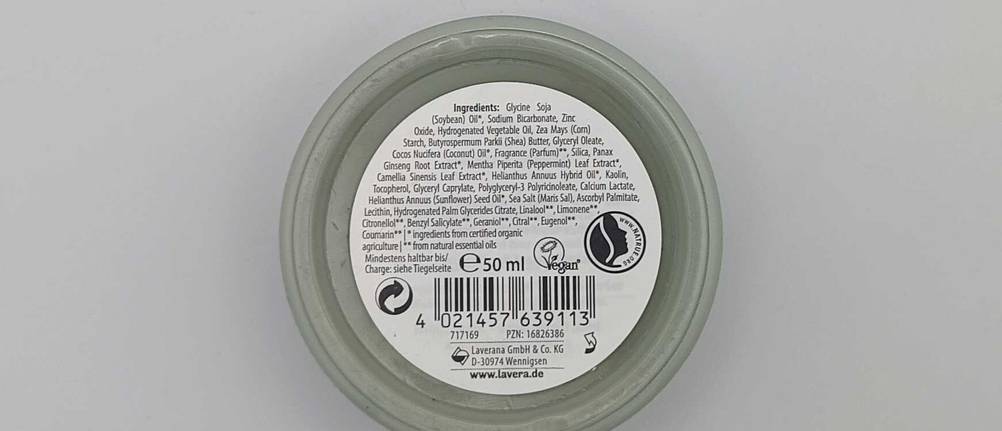 Ingredients: Glycine Soja
(Soybean) Oil*, Sodium Bicarbonate, Zinc
Oxide, Hydrogenated Vegetable Oil, Zea Mays (Corn)
Starch, Butyrospermum Parkii (Shea) Butter, Glyceryl Oleate,
Cocos Nucifera (Coconut) Oil*, Fragrance (Parfum)**, Silica, Panax
Ginseng Root Extract*, Mentha Piperita (Peppermint) Leaf Extract*,
Camellia Sinensis Leaf Extract*, Helianthus Annuus Hybrid Oil*, Kaolin,
Tocopherol, Glyceryl Caprylate, Polyglyceryl-3 Polyricinoleate, Calcium Lactate,
Helianthus Annuus (Sunflower) Seed Oil*, Sea Salt (Maris Sal), Ascorbyl Palmitate,
Lecithin, Hydrogenated Palm Glycerides Citrate, Linalool**, Limonene**,
Citronellol**, Benzyl Salicylate**, Geraniol**, Citral**, Eugenol**,
Coumarin** | * ingredients from certified organic
agriculture | ** from natural essential oils
www.NATRUE.ORG
Mindestens haltbar bis/
Charge: siehe Tiegelseite
e 50 ml
Vegan
4 021457 639113
717169 PZN: 16826386
Laverana GmbH & Co. KG
D-30974 Wennigsen
www.lavera.de